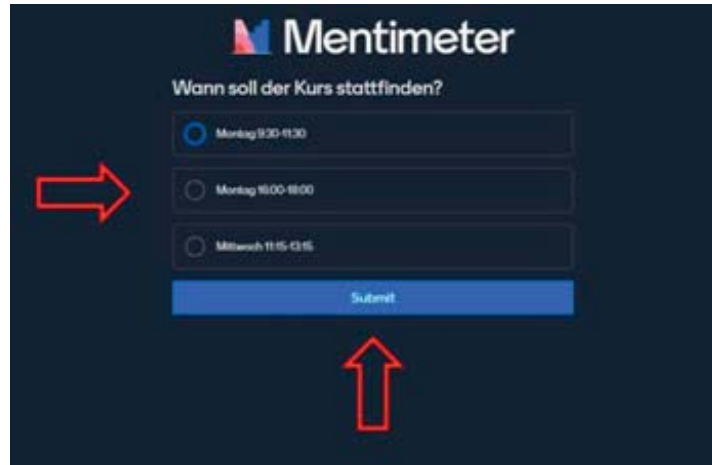 Mentimeter
Wann soll der Kurs stattfinden?
Montag 9:30-11:30
Montag 16:00-18:00
Mittwoch 11:15-13:15
Submit